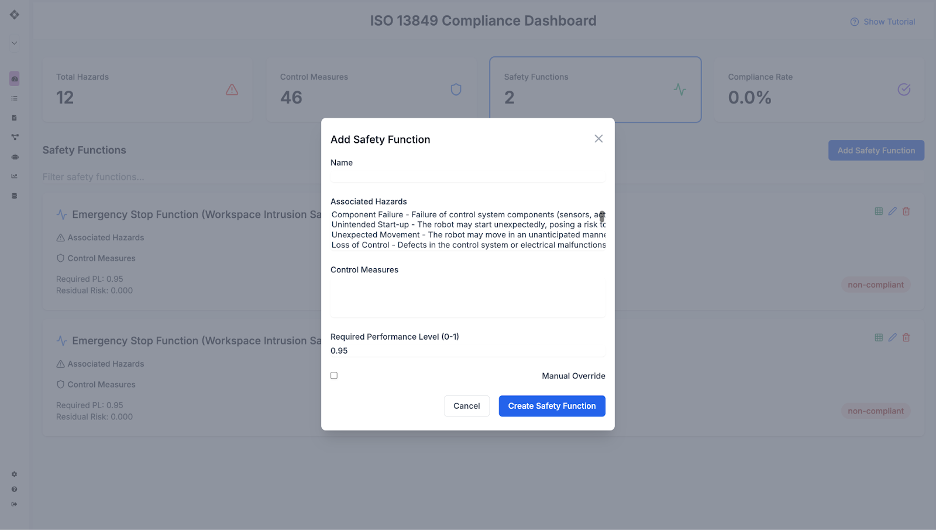 ISO 13849 Compliance Dashboard
Show Tutorial
Total Hazards
12
Control Measures
46
Safety Functions
2
Compliance Rate
0.0%
Safety Functions
Add Safety Function
Filter safety functions...
Emergency Stop Function (Workspace Intrusion Sa
Associated Hazards
Control Measures
Required PL: 0.95
Residual Risk: 0.000
non-compliant
Emergency Stop Function (Workspace Intrusion Sa
Associated Hazards
Control Measures
Required PL: 0.95
Residual Risk: 0.000
non-compliant
Add Safety Function
Name
Associated Hazards
Component Failure - Failure of control system components (sensors, act
Unintended Start-up - The robot may start unexpectedly, posing a risk to
Unexpected Movement - The robot may move in an unanticipated manne
Loss of Control - Defects in the control system or electrical malfunctions
Control Measures
Required Performance Level (0-1)
0.95
Manual Override
Cancel
Create Safety Function